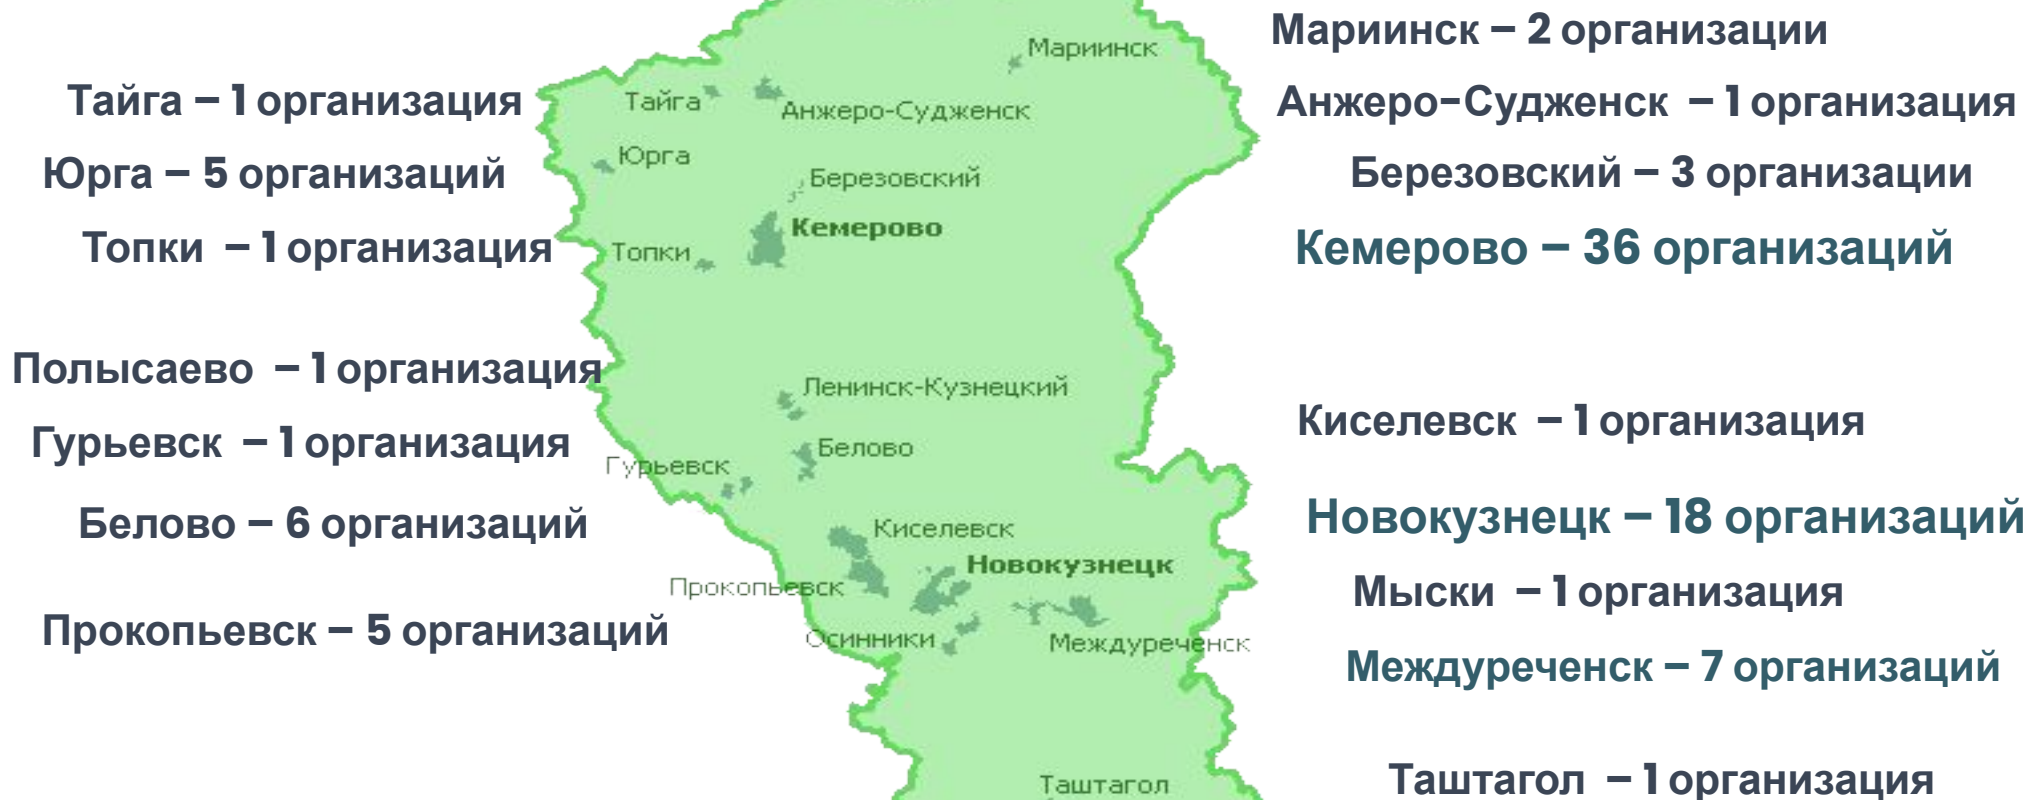 Мариинск – 2 организации
Мариинск
Тайга – 1 организация
Тайга
Анжеро-Судженск
Анжеро-Судженск – 1 организация
Юрга – 5 организаций
Юрга
Березовский
Березовский – 3 организации
Кемерово
Топки – 1 организация
Топки
Кемерово – 36 организаций
Полысаево – 1 организация
Ленинск-Кузнецкий
Киселевск – 1 организация
Гурьевск – 1 организация
Гурьевск
Белово
Белово – 6 организаций
Киселевск
Новокузнецк – 18 организаций
Новокузнецк
Прокопьевск
Мыски – 1 организация
Прокопьевск – 5 организаций
Осинники
Междуреченск
Междуреченск – 7 организаций
Таштагол
Таштагол – 1 организация